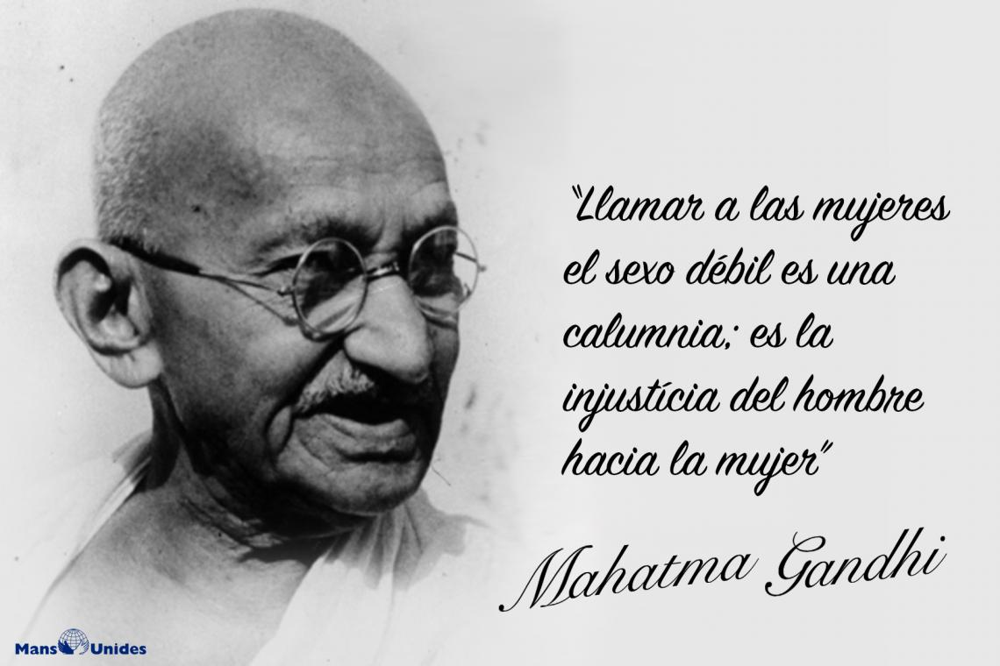 “Llamar a las mujeres
el sexo débil es una
calumnia; es la
injustícia del hombre
hacia la mujer”
Mahatma Gandhi
Mans Unides